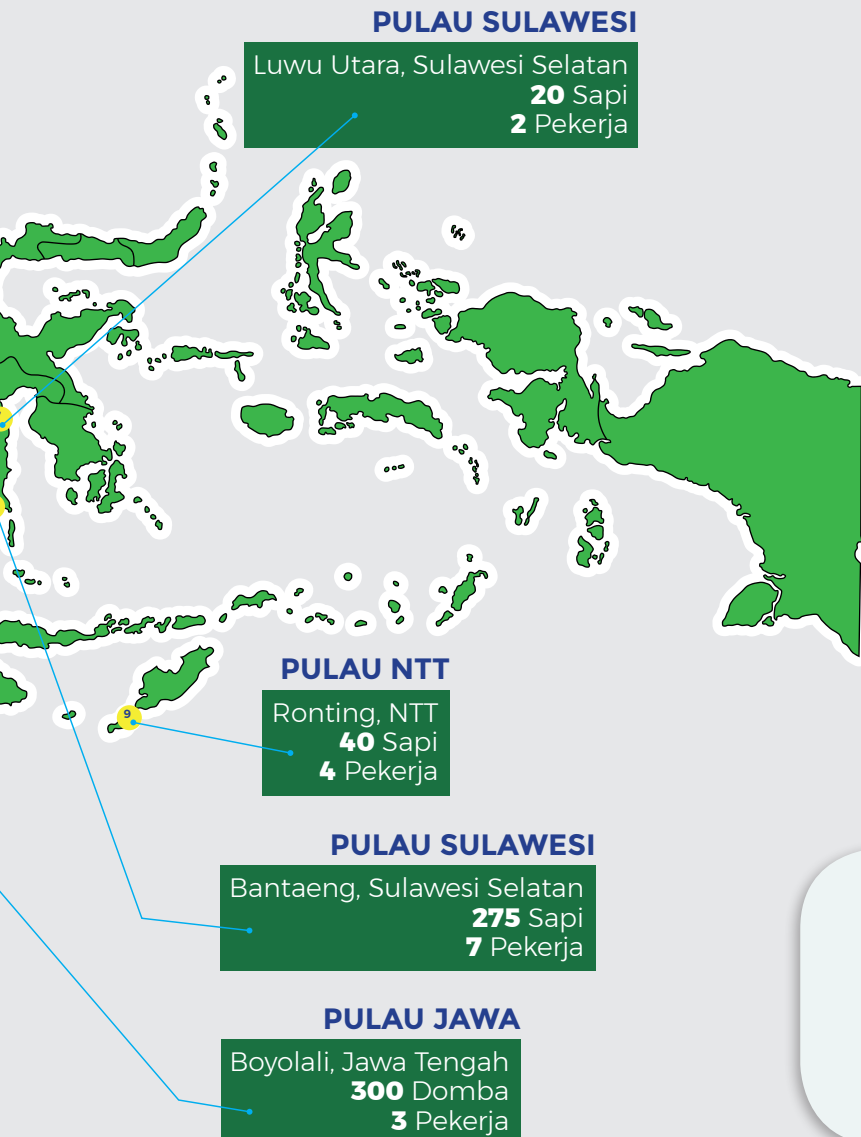 PULAU SULAWESI
Luwu Utara, Sulawesi Selatan
20 Sapi
2 Pekerja
PULAU NTT
Ronting, NTT
40 Sapi
4 Pekerja
9
PULAU SULAWESI
Bantaeng, Sulawesi Selatan
275 Sapi
7 Pekerja
PULAU JAWA
Boyolali, Jawa Tengah
300 Domba
3 Pekerja